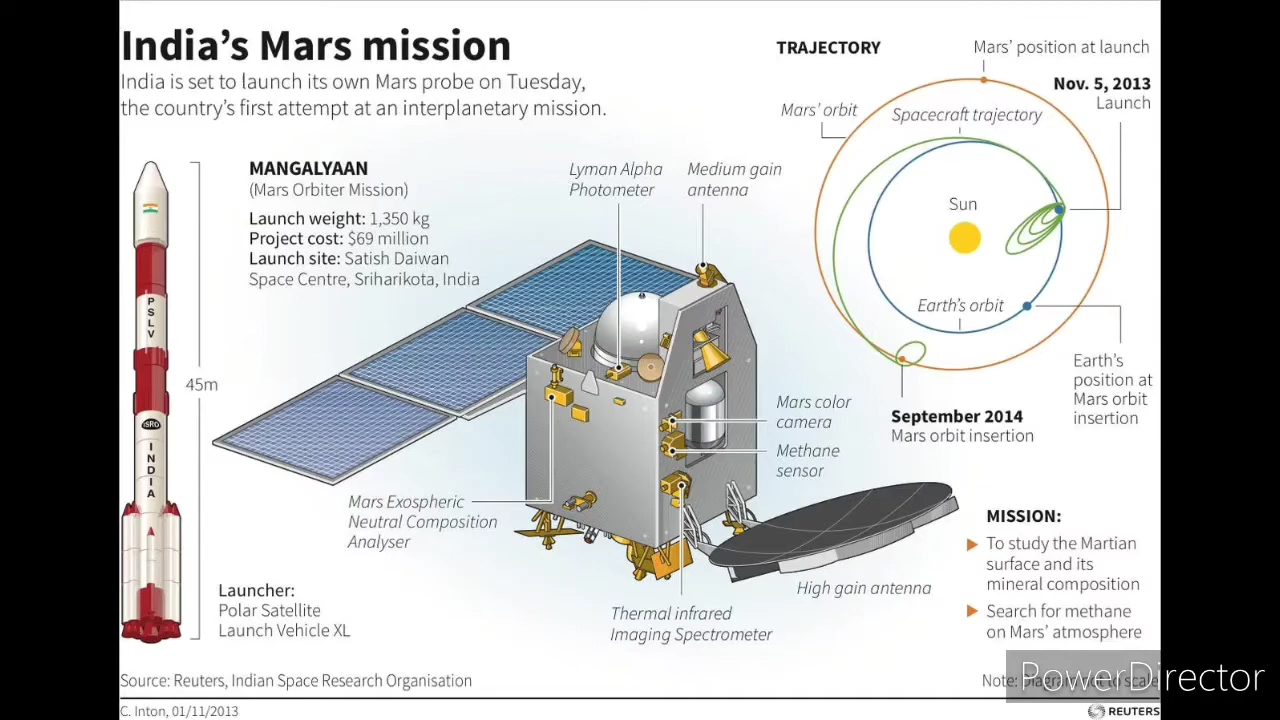 India's Mars mission
India is set to launch its own Mars probe on Tuesday,
the country's first attempt at an interplanetary mission.
MANGALYAAN
(Mars Orbiter Mission)
Launch weight: 1,350 kg
Project cost: $69 million
Launch site: Satish Daiwan
Space Centre, Sriharikota, India
PSLV
ISRO
INDIA
45m
Launcher:
Polar Satellite
Launch Vehicle XL
Lyman Alpha
Photometer
Medium gain
antenna
Mars color
camera
Methane
sensor
Mars Exospheric
Neutral Composition
Analyser
Thermal infrared
Imaging Spectrometer
High gain antenna
TRAJECTORY
Mars' position at launch
Nov. 5, 2013
Launch
Mars' orbit
Spacecraft trajectory
Sun
Earth's orbit
Earth's
position at
Mars orbit
insertion
September 2014
Mars orbit insertion
MISSION:
To study the Martian
surface and its
mineral composition
Search for methane
on Mars' atmosphere
Source: Reuters, Indian Space Research Organisation
Note: Diagram not to scale
PowerDirector
C. Inton, 01/11/2013
REUTERS